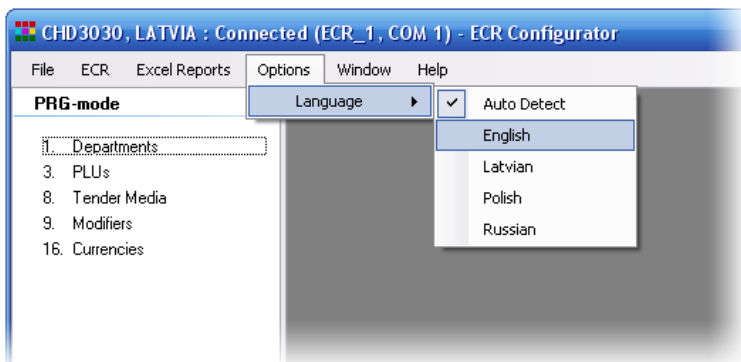 CHD3030, LATVIA : Connected (ECR_1, COM 1) - ECR Configurator
File ECR Excel Reports Options Window Help
PRG-mode
Language
Auto Detect
English
Latvian
Polish
Russian
1. Departments
3. PLUs
8. Tender Media
9. Modifiers
16. Currencies